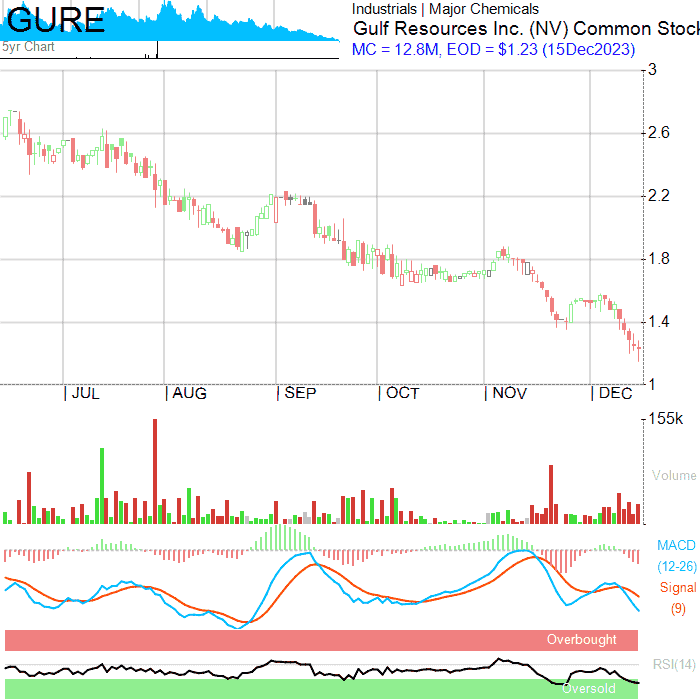 GURE
5yr Chart
Industrials | Major Chemicals
Gulf Resources Inc. (NV) Common Stock
MC = 12.8M, EOD = $1.23 (15Dec2023)
3
2.6
2.2
1.8
1.4
1
JUL AUG SEP OCT NOV DEC
155k
Volume
MACD
(12-26)
Signal
(9)
Overbought
RSI(14)
Oversold